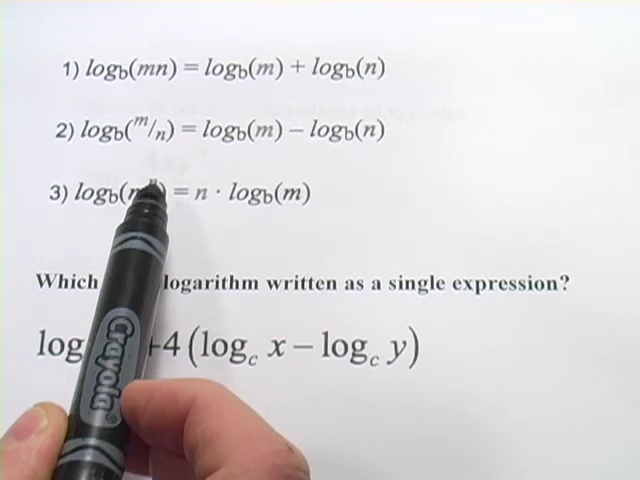 1) logb(mn) = logb(m) + logb(n)
2) logb(m/n) = logb(m) – logb(n)
3) logb(m = n · logb(m)
Which logarithm written as a single expression?
log +4(logc x − logc y)
Crayola